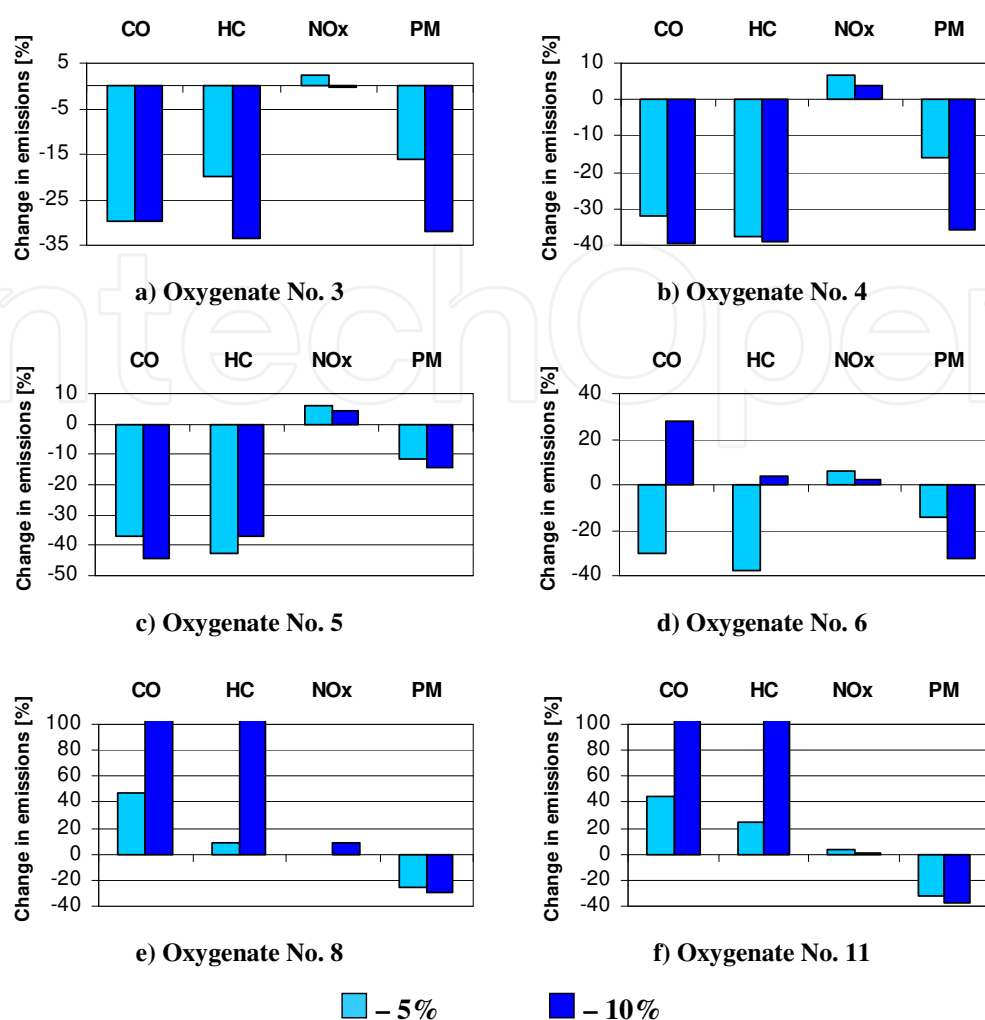 CO HC NOx PM
Change in emissions [%]
5
-5
-15
-25
-35
a) Oxygenate No. 3
CO HC NOx PM
Change in emissions [%]
10
0
-10
-20
-30
-40
b) Oxygenate No. 4
CO HC NOx PM
Change in emissions [%]
10
0
-10
-20
-30
-40
-50
c) Oxygenate No. 5
CO HC NOx PM
Change in emissions [%]
40
20
0
-20
-40
d) Oxygenate No. 6
CO HC NOx PM
Change in emissions [%]
100
80
60
40
20
0
-20
-40
e) Oxygenate No. 8
CO HC NOx PM
Change in emissions [%]
100
80
60
40
20
0
-20
-40
f) Oxygenate No. 11
– 5% – 10%